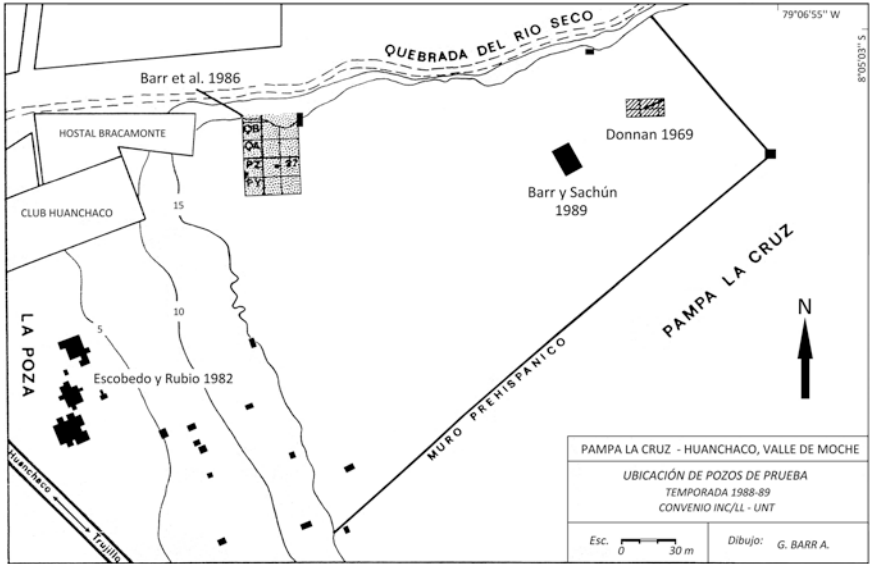 79°06'55'' W
8°05'03'' S
QUEBRADA DEL RIO SECO
Barr et al. 1986
HOSTAL BRACAMONTE
QB
QA
PZ
PY
Donnan 1969
Barr y Sachún
1989
CLUB HUANCHACO
15
10
5
PAMPA LA CRUZ
N
LA POZA
Escobedo y Rubio 1982
MURO PREHISPANICO
Huanchaco
Trujillo
PAMPA LA CRUZ - HUANCHACO, VALLE DE MOCHE
UBICACIÓN DE POZOS DE PRUEBA
TEMPORADA 1988-89
CONVENIO INC/LL - UNT
Esc. 0 30 m
Dibujo: G. BARR A.